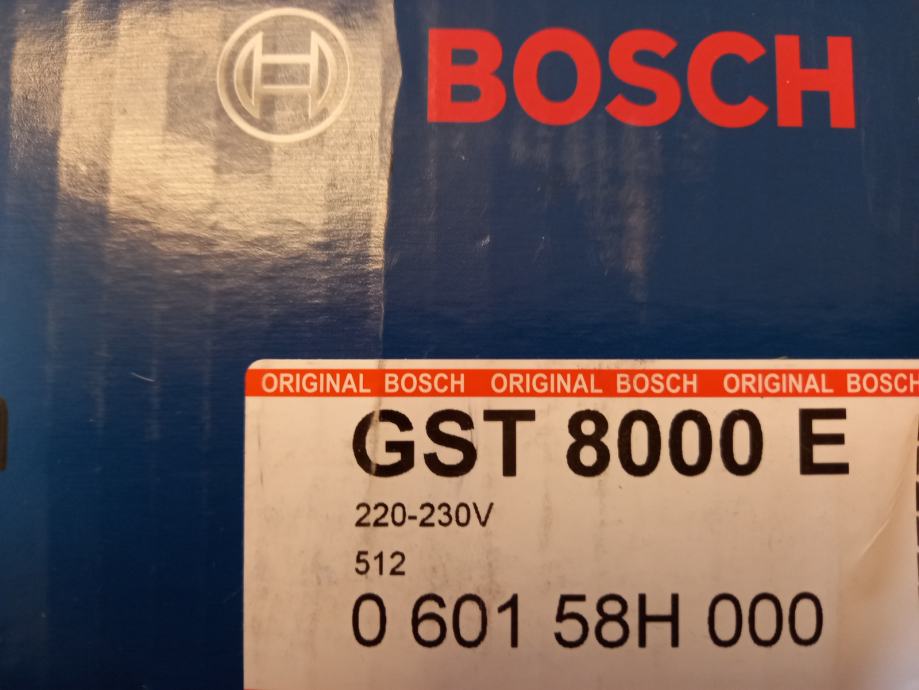 BOSCH
ORIGINAL BOSCH ORIGINAL BOSCH ORIGINAL BOSCH
GST 8000 E
220-230V
512
0 601 58H 000